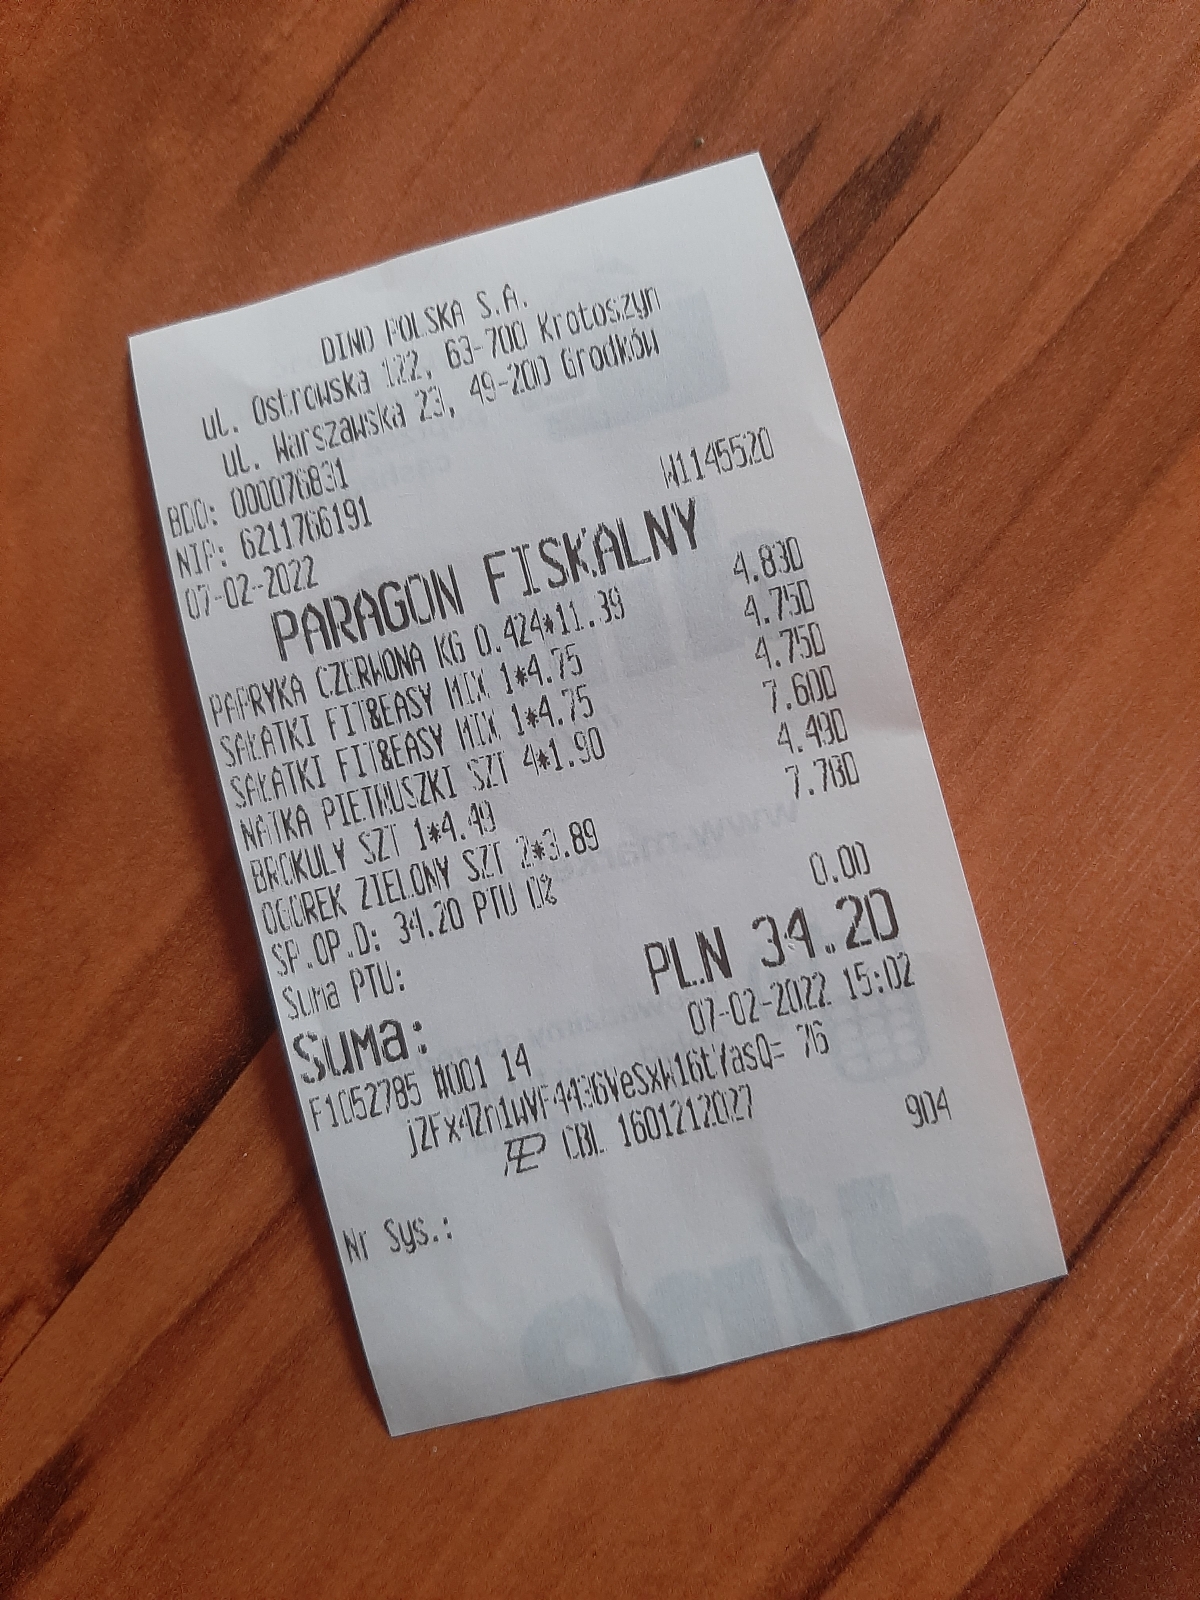 DINO POLSKA S.A.
ul. Ostrowska 122, 63-700 Krotoszyn
ul. Warszawska 23, 49-200 Grodków
BDO: 000076831
NIP: 6211766191
07-02-2022 W1145520
PARAGON FISKALNY
PAPRYKA CZERWONA KG 0.424*11.39 4.83D
SAŁATKI FIT&EASY MIX 1*4.75 4.75D
SAŁATKI FIT&EASY MIX 1*4.75 4.75D
NATKA PIETRUSZKI SZT 4*1.90 7.60D
BROKUŁY SZT 1*4.49 4.49D
OGÓREK ZIELONY SZT 2*3.89 7.78D
SP.OP.D: 34.20 PTU 0%
Suma PTU: 0.00
Suma: PLN 34.20
F1052785 #001 14 07-02-2022 15:02
CBL 1601212027
Nr Sys.: 904